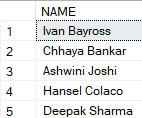 NAME
1 Ivan Bayross
2 Chhaya Bankar
3 Ashwini Joshi
4 Hansel Colaco
5 Deepak Sharma